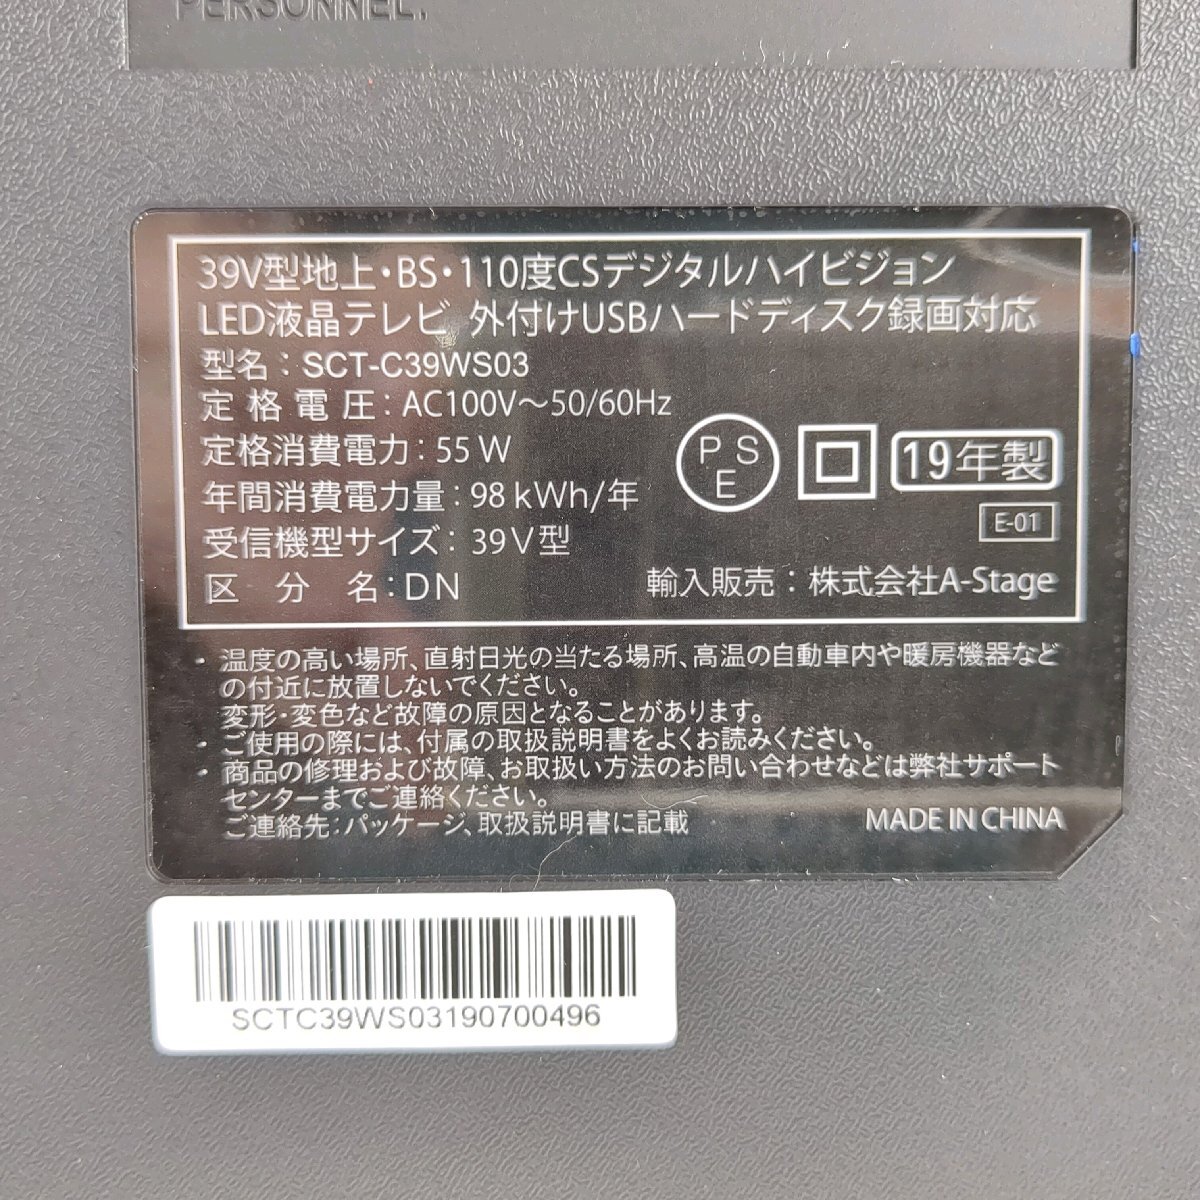 PERSONNEL.
39V型地上・BS・110度CSデジタルハイビジョン
LED液晶テレビ 外付けUSBハードディスク録画対応
型名：SCT-C39WS03
定格電圧：AC100V～50/60Hz
定格消費電力：55W
年間消費電力量：98kWh/年
受信機型サイズ：39V型
区分名：DN
PSE
19年製
E-01
輸入販売：株式会社A-Stage
・温度の高い場所、直射日光の当たる場所、高温の自動車内や暖房機器など
の付近に放置しないでください。
変形・変色など故障の原因となることがあります。
・ご使用の際には、付属の取扱説明書をよくお読みください。
・商品の修理および故障、お取扱い方法のお問い合わせなどは弊社サポート
センターまでご連絡ください。
ご連絡先：パッケージ、取扱説明書に記載
MADE IN CHINA
SCTC39WS03190700496